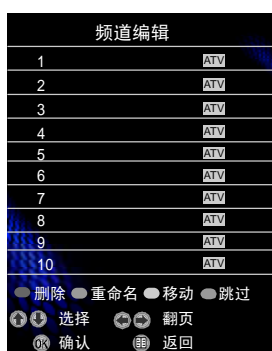 频道编辑
1 ATV
2 ATV
3 ATV
4 ATV
5 ATV
6 ATV
7 ATV
8 ATV
9 ATV
10 ATV
删除 重命名 移动 跳过
选择 翻页
OK 确认 返回